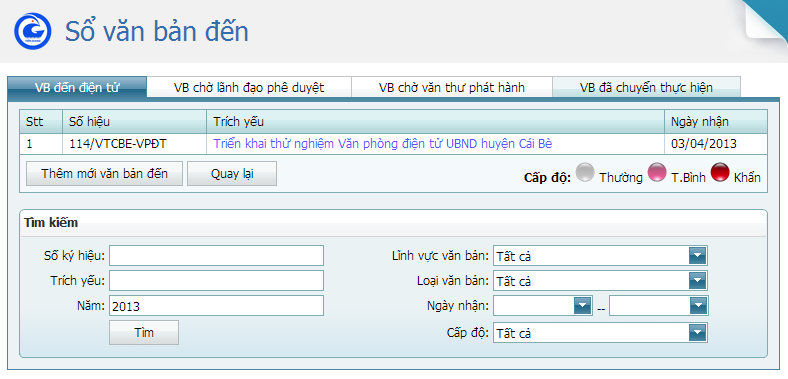 Sổ văn bản đến
VB đến điện tử VB chờ lãnh đạo phê duyệt VB chờ văn thư phát hành VB đã chuyển thực hiện
Stt Số hiệu Trích yếu Ngày nhận
1 114/VTCBE-VPĐT Triển khai thử nghiệm Văn phòng điện tử UBND huyện Cái Bè 03/04/2013
Thêm mới văn bản đến Quay lại Cấp độ: Thường T.Bình Khẩn
Tìm kiếm
Số ký hiệu: Lĩnh vực văn bản: Tất cả
Trích yếu: Loại văn bản: Tất cả
Năm: 2013 Ngày nhận: --
Tìm Cấp độ: Tất cả